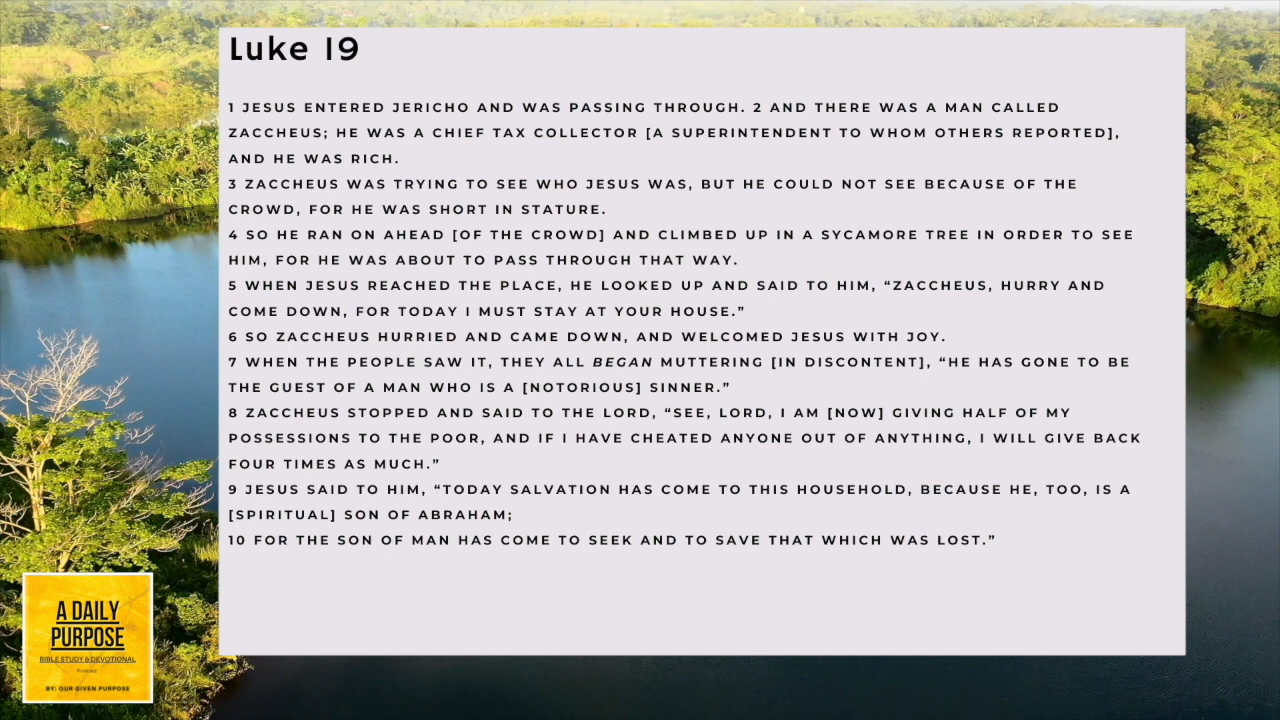 Luke 19
1 JESUS ENTERED JERICHO AND WAS PASSING THROUGH. 2 AND THERE WAS A MAN CALLED
ZACCHEUS; HE WAS A CHIEF TAX COLLECTOR [A SUPERINTENDENT TO WHOM OTHERS REPORTED],
AND HE WAS RICH.
3 ZACCHEUS WAS TRYING TO SEE WHO JESUS WAS, BUT HE COULD NOT SEE BECAUSE OF THE
CROWD, FOR HE WAS SHORT IN STATURE.
4 SO HE RAN ON AHEAD [OF THE CROWD] AND CLIMBED UP IN A SYCAMORE TREE IN ORDER TO SEE
HIM, FOR HE WAS ABOUT TO PASS THROUGH THAT WAY.
5 WHEN JESUS REACHED THE PLACE, HE LOOKED UP AND SAID TO HIM, “ZACCHEUS, HURRY AND
COME DOWN, FOR TODAY I MUST STAY AT YOUR HOUSE.”
6 SO ZACCHEUS HURRIED AND CAME DOWN, AND WELCOMED JESUS WITH JOY.
7 WHEN THE PEOPLE SAW IT, THEY ALL BEGAN MUTTERING [IN DISCONTENT], “HE HAS GONE TO BE
THE GUEST OF A MAN WHO IS A [NOTORIOUS] SINNER.”
8 ZACCHEUS STOPPED AND SAID TO THE LORD, “SEE, LORD, I AM [NOW] GIVING HALF OF MY
POSSESSIONS TO THE POOR, AND IF I HAVE CHEATED ANYONE OUT OF ANYTHING, I WILL GIVE BACK
FOUR TIMES AS MUCH.”
9 JESUS SAID TO HIM, “TODAY SALVATION HAS COME TO THIS HOUSEHOLD, BECAUSE HE, TOO, IS A
[SPIRITUAL] SON OF ABRAHAM;
10 FOR THE SON OF MAN HAS COME TO SEEK AND TO SAVE THAT WHICH WAS LOST.”
A DAILY
PURPOSE
BIBLE STUDY & DEVOTIONAL
Podcast
BY: OUR GIVEN PURPOSE